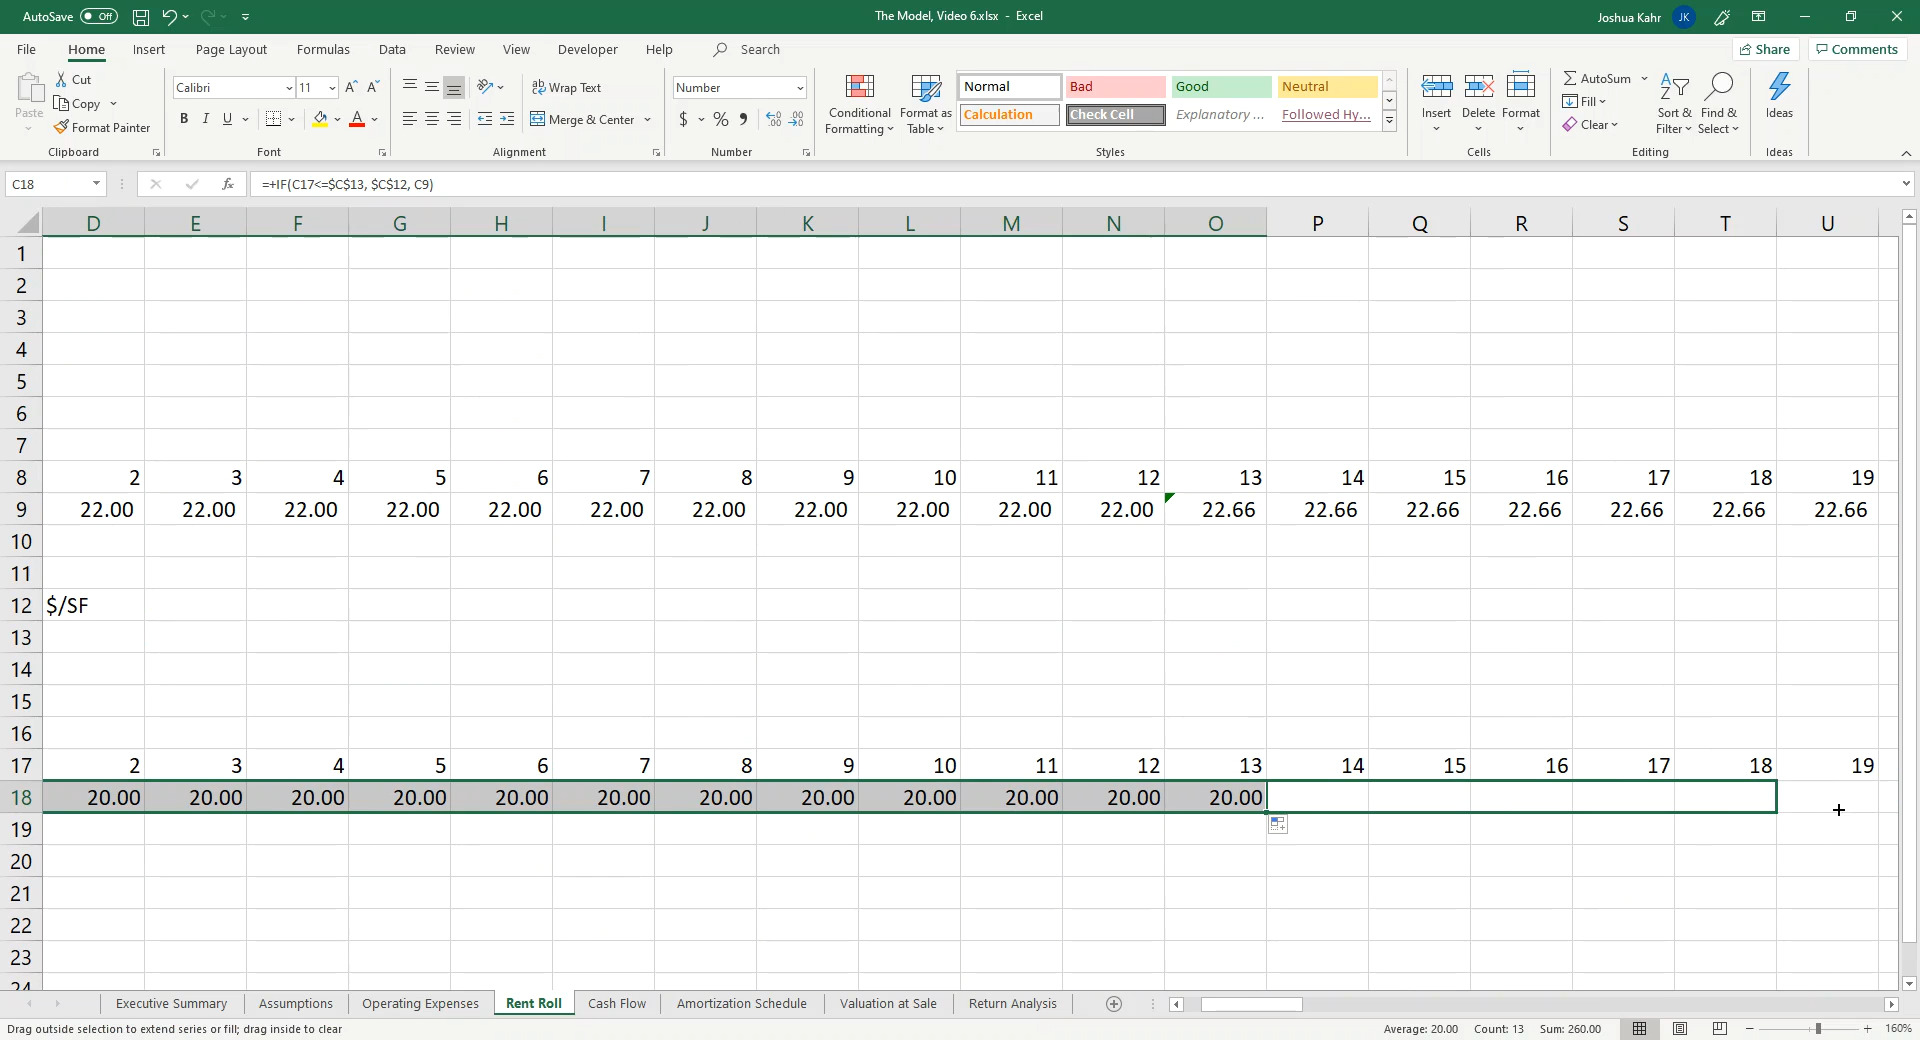 AutoSave Off
The Model, Video 6.xlsx - Excel
Joshua Kahr JK
File Home Insert Page Layout Formulas Data Review View Developer Help Search Share Comments
Paste
Cut
Copy
Format Painter
Clipboard
Calibri 11
B I U
Font
Wrap Text
Merge & Center
Alignment
Number
$ %
Number
Conditional Formatting
Format as Table
Normal Bad Good Neutral
Calculation Check Cell Explanatory ... Followed Hy...
Styles
Insert Delete Format
Cells
AutoSum
Fill
Clear
Sort & Filter
Find & Select
Editing
Ideas
Ideas
C18 fx =+IF(C17<=$C$13, $C$12, C9)
D E F G H I J K L M N O P Q R S T U
1
2
3
4
5
6
7
8 2 3 4 5 6 7 8 9 10 11 12 13 14 15 16 17 18 19
9 22.00 22.00 22.00 22.00 22.00 22.00 22.00 22.00 22.00 22.00 22.00 22.66 22.66 22.66 22.66 22.66 22.66 22.66
10
11
12 $/SF
13
14
15
16
17 2 3 4 5 6 7 8 9 10 11 12 13 14 15 16 17 18 19
18 20.00 20.00 20.00 20.00 20.00 20.00 20.00 20.00 20.00 20.00 20.00 20.00
19
20
21
22
23
24
Executive Summary Assumptions Operating Expenses Rent Roll Cash Flow Amortization Schedule Valuation at Sale Return Analysis
Drag outside selection to extend series or fill; drag inside to clear
Average: 20.00 Count: 13 Sum: 260.00 160%